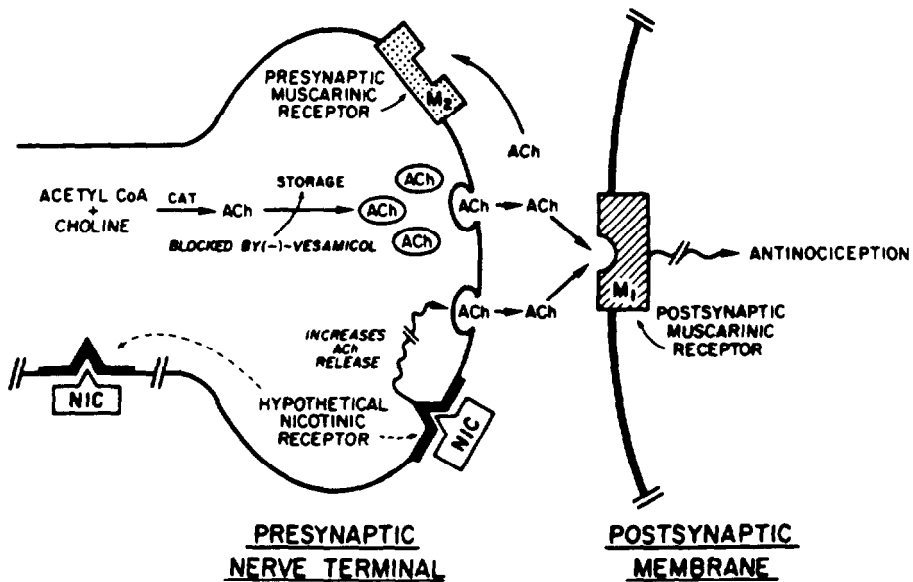 PRESYNAPTIC
MUSCARINIC
RECEPTOR
M2
ACh
ACETYL CoA
+
CHOLINE
CAT
ACh
STORAGE
BLOCKED BY(-)-VESAMICOL
ACh
ACh
ACh
ACh
ACh
ACh
ACh
M1
ANTINOCICEPTION
POSTSYNAPTIC
MUSCARINIC
RECEPTOR
INCREASES
ACh
RELEASE
NIC
HYPOTHETICAL
NICOTINIC
RECEPTOR
NIC
PRESYNAPTIC
NERVE TERMINAL
POSTSYNAPTIC
MEMBRANE